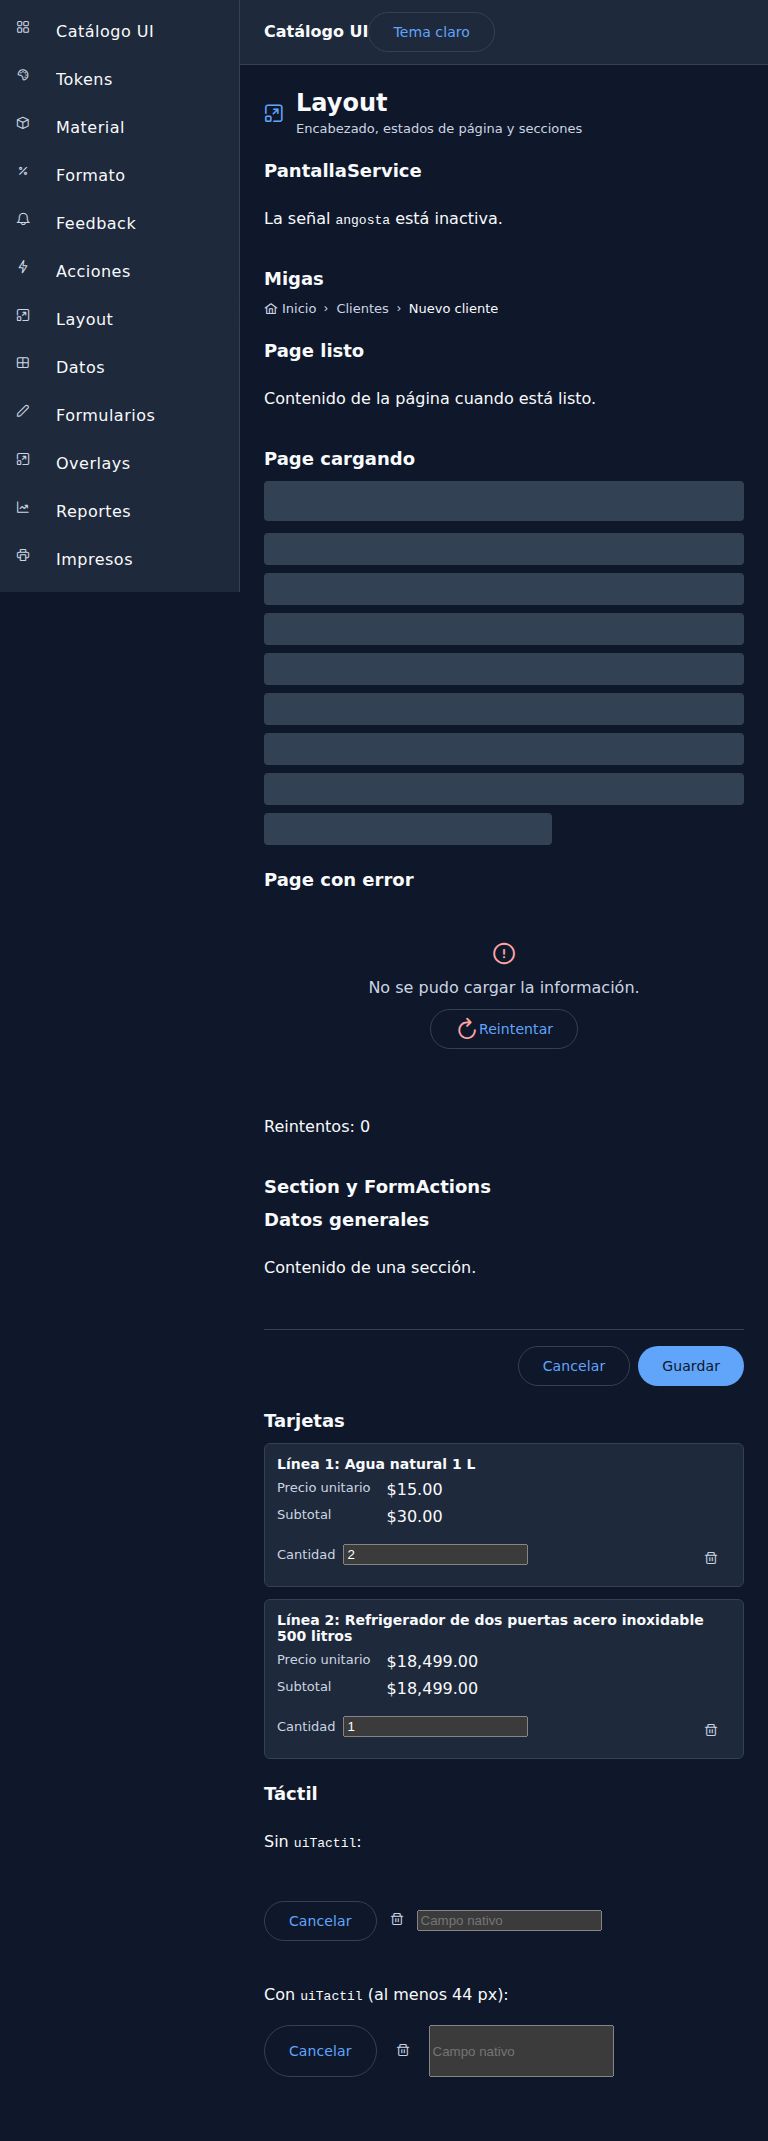 Catálogo UI
Tokens
Material
Formato
Feedback
Acciones
Layout
Datos
Formularios
Overlays
Reportes
Impresos
Catálogo UI
Tema claro
Layout
Encabezado, estados de página y secciones
PantallaService
La señal angosta está inactiva.
Migas
Inicio › Clientes › Nuevo cliente
Page listo
Contenido de la página cuando está listo.
Page cargando
Page con error
No se pudo cargar la información.
Reintentar
Reintentos: 0
Section y FormActions
Datos generales
Contenido de una sección.
Cancelar Guardar
Tarjetas
Línea 1: Agua natural 1 L
Precio unitario $15.00
Subtotal $30.00
Cantidad 2
Línea 2: Refrigerador de dos puertas acero inoxidable
500 litros
Precio unitario $18,499.00
Subtotal $18,499.00
Cantidad 1
Táctil
Sin uiTactil:
Cancelar Campo nativo
Con uiTactil (al menos 44 px):
Cancelar Campo nativo